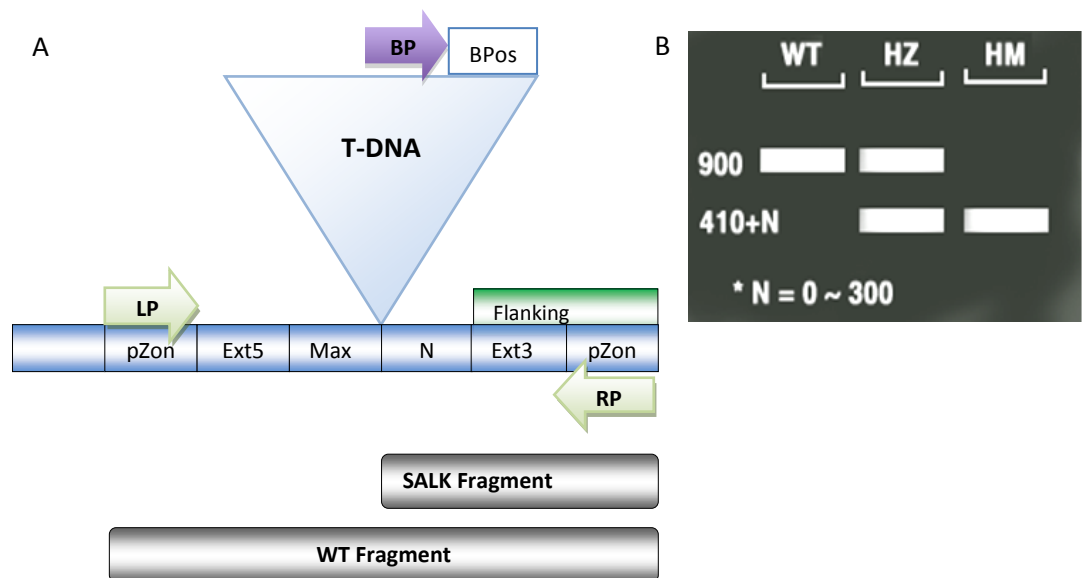 A
BP
BPos
T-DNA
LP
Flanking
pZon Ext5 Max N Ext3 pZon
RP
SALK Fragment
WT Fragment
B
WT HZ HM
900
410+N
* N = 0 ~ 300